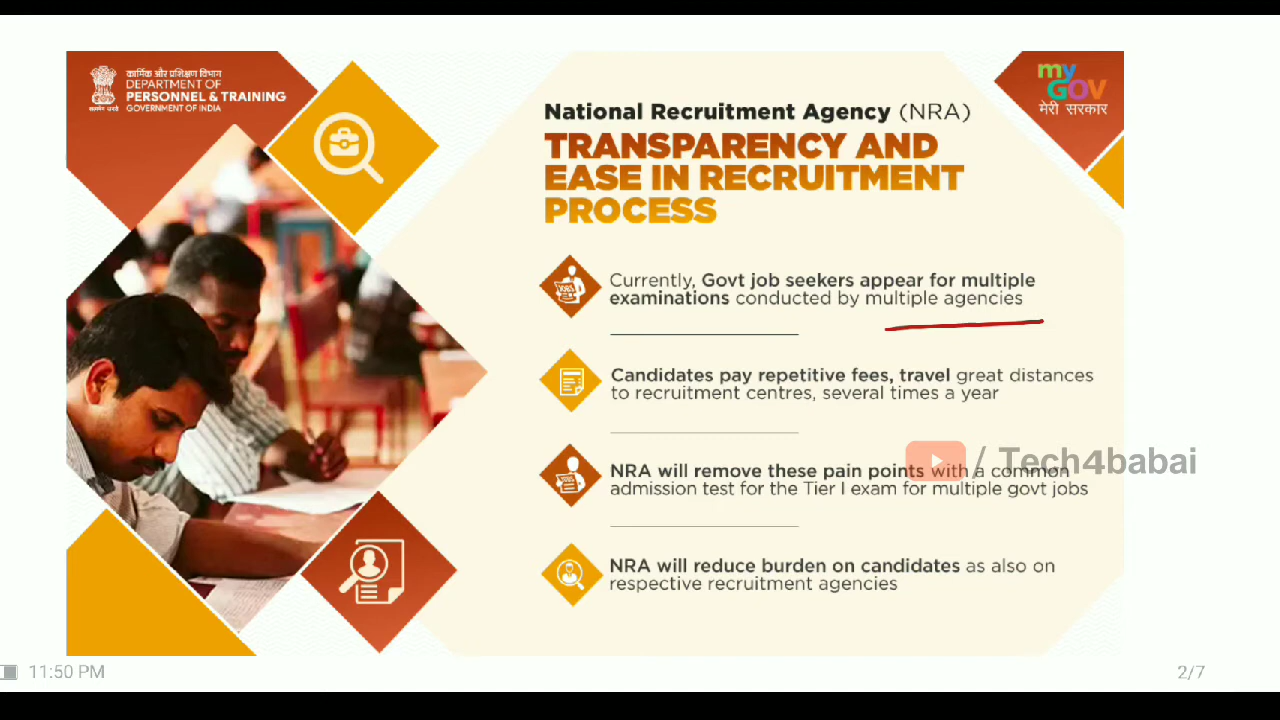 कार्मिक और प्रशिक्षण विभाग
DEPARTMENT OF
PERSONNEL & TRAINING
GOVERNMENT OF INDIA
सत्यमेव जयते
my
GOV
मेरी सरकार
National Recruitment Agency (NRA)
TRANSPARENCY AND
EASE IN RECRUITMENT
PROCESS
JOBS
Currently, Govt job seekers appear for multiple
examinations conducted by multiple agencies
Candidates pay repetitive fees, travel great distances
to recruitment centres, several times a year
/ Tech4babai
NRA will remove these pain points with a common
admission test for the Tier I exam for multiple govt jobs
NRA will reduce burden on candidates as also on
respective recruitment agencies
11:50 PM
2/7